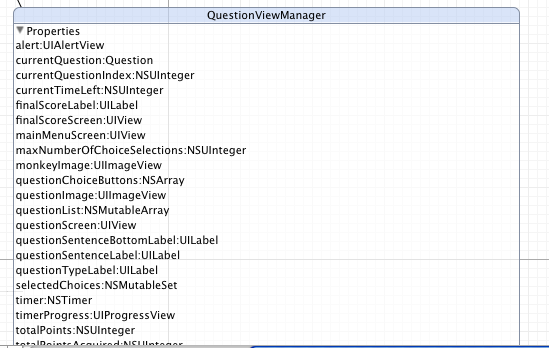 QuestionViewManager
Properties
alert:UIAlertView
currentQuestion:Question
currentQuestionIndex:NSUInteger
currentTimeLeft:NSUInteger
finalScoreLabel:UILabel
finalScoreScreen:UIView
mainMenuScreen:UIView
maxNumberOfChoiceSelections:NSUInteger
monkeyImage:UIImageView
questionChoiceButtons:NSArray
questionImage:UIImageView
questionList:NSMutableArray
questionScreen:UIView
questionSentenceBottomLabel:UILabel
questionSentenceLabel:UILabel
questionTypeLabel:UILabel
selectedChoices:NSMutableSet
timer:NSTimer
timerProgress:UIProgressView
totalPoints:NSUInteger
totalPointsAcquired:NSUInteger